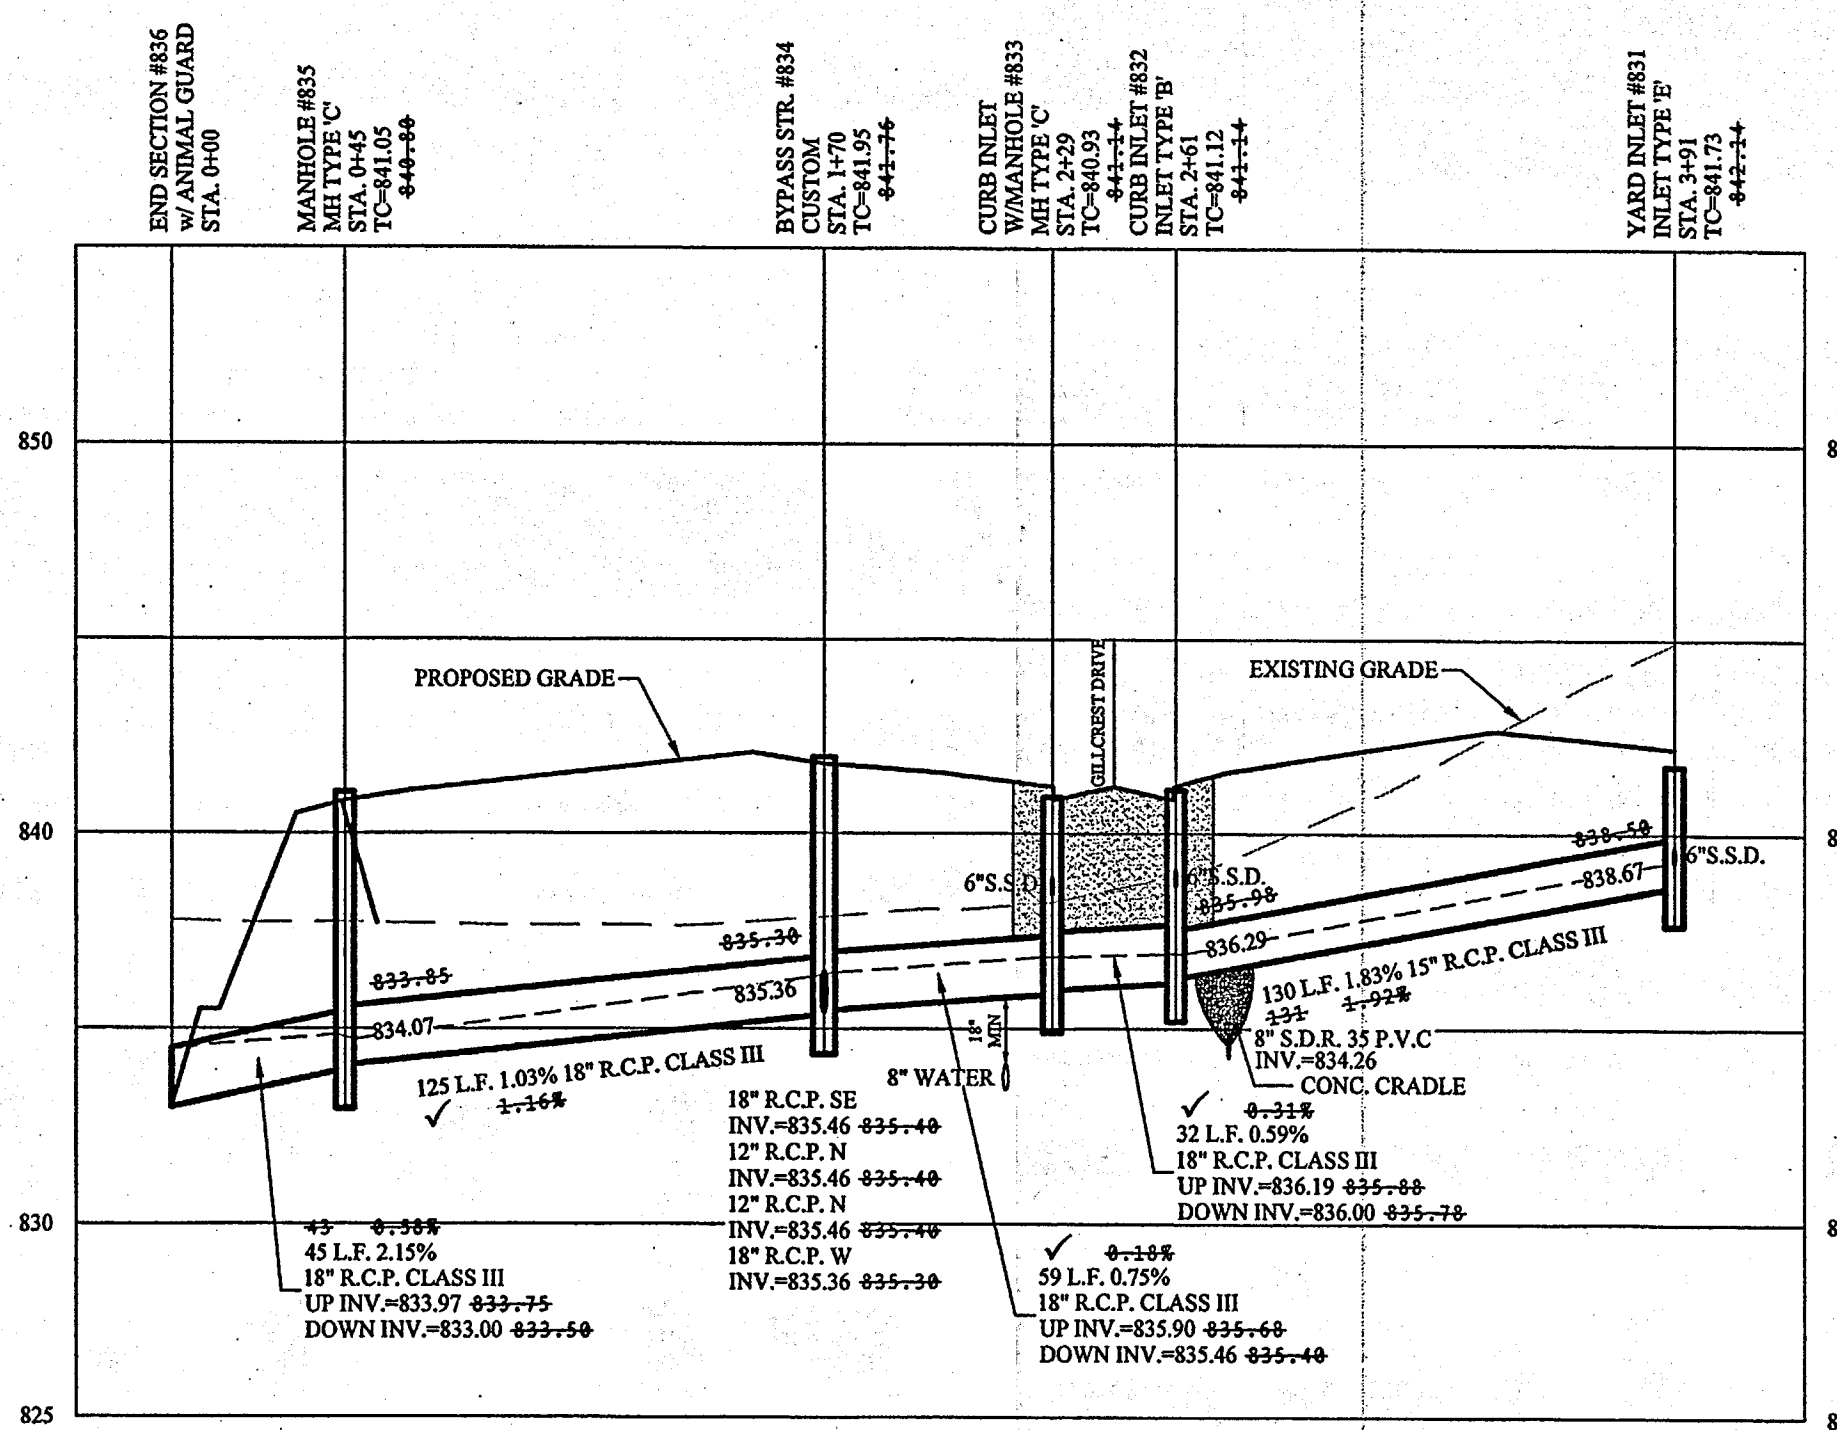 END SECTION #836
w/ ANIMAL GUARD
STA. 0+00
MANHOLE #835
MH TYPE 'C'
STA. 0+45
TC=841.05
840.80
BYPASS STR. #834
CUSTOM
STA. 1+70
TC=841.95
841.76
CURB INLET
W/MANHOLE #833
MH TYPE 'C'
STA. 2+29
TC=840.93
841.14
CURB INLET #832
INLET TYPE 'B'
STA. 2+61
TC=841.12
841.14
YARD INLET #831
INLET TYPE 'E'
STA. 3+91
TC=841.73
842.14
850
8
PROPOSED GRADE
GILLCREST DRIVE
EXISTING GRADE
840
8
838.50
6"S.S.D.
838.67
6"S.S.D.
6"S.S.D.
835.98
836.29
835.30
835.36
833.85
834.07
125 L.F. 1.03% 18" R.C.P. CLASS III
✓ 1.16%
130 L.F. 1.83% 15" R.C.P. CLASS III
131 1.92%
18"
MIN
8" WATER
8" S.D.R. 35 P.V.C
INV.=834.26
CONC. CRADLE
18" R.C.P. SE
INV.=835.46 835.40
12" R.C.P. N
INV.=835.46 835.40
12" R.C.P. N
INV.=835.46 835.40
18" R.C.P. W
INV.=835.36 835.30
✓ 0.31%
32 L.F. 0.59%
18" R.C.P. CLASS III
UP INV.=836.19 835.88
DOWN INV.=836.00 835.78
830
8
43 0.58%
45 L.F. 2.15%
18" R.C.P. CLASS III
UP INV.=833.97 833.75
DOWN INV.=833.00 833.50
✓ 0.18%
59 L.F. 0.75%
18" R.C.P. CLASS III
UP INV.=835.90 835.68
DOWN INV.=835.46 835.40
825
8